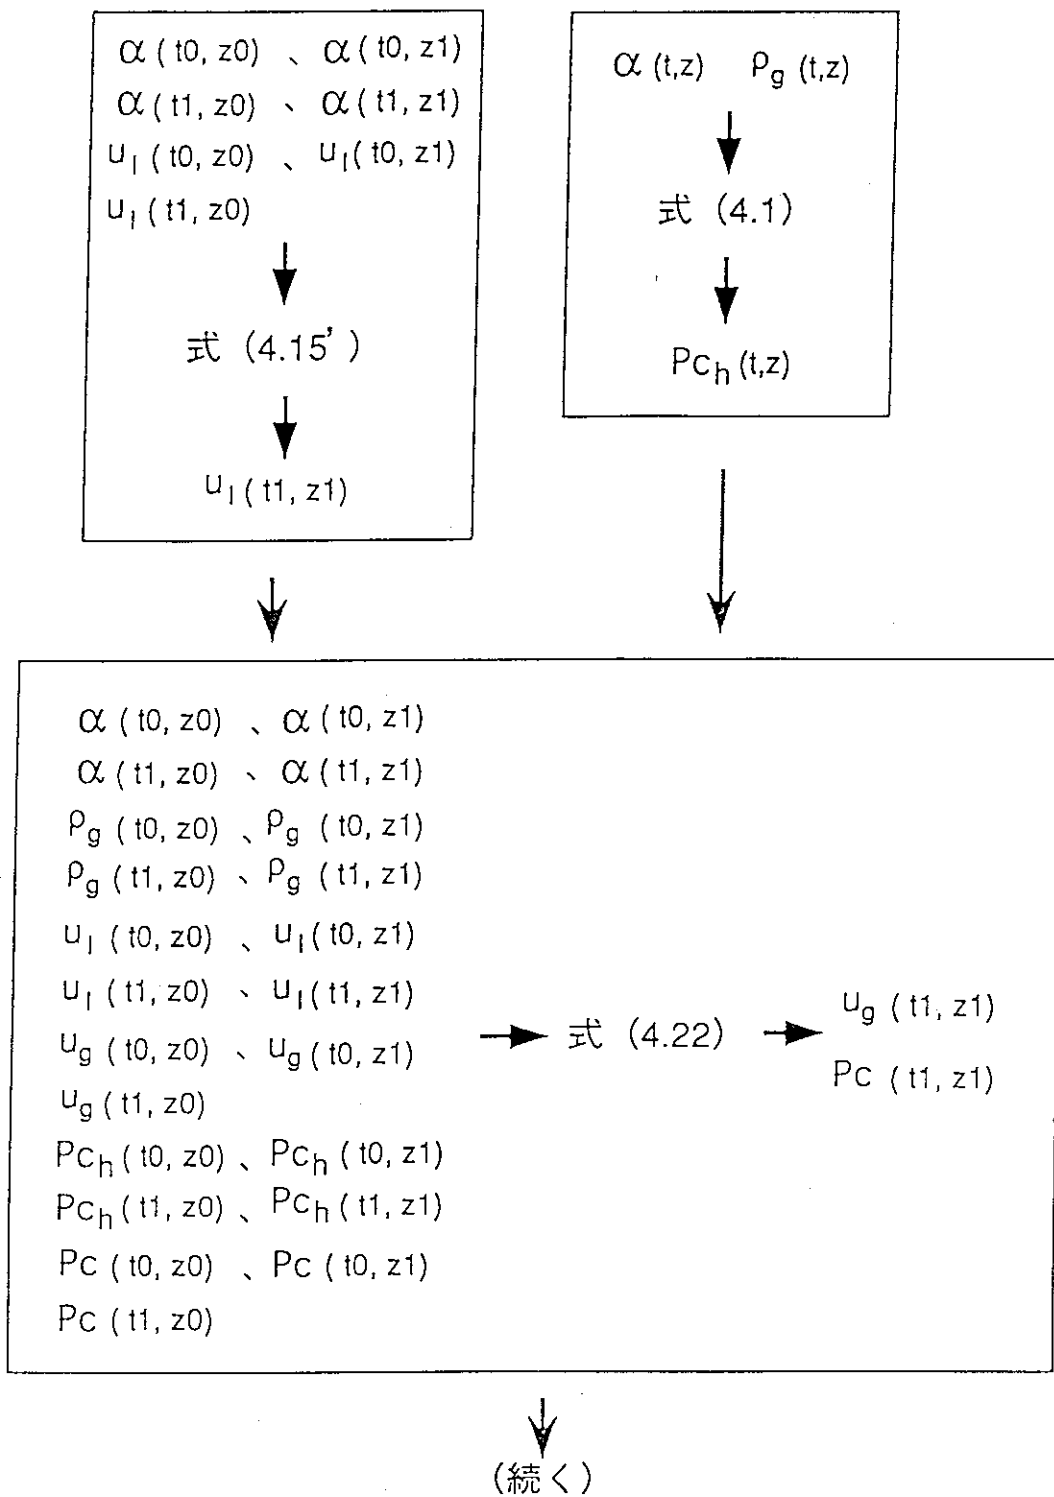 α ( t0, z0) 、 α ( t0, z1)
α ( t1, z0) 、 α ( t1, z1)
u_l ( t0, z0) 、 u_l ( t0, z1)
u_l ( t1, z0)
式 (4.15’)
u_l ( t1, z1)
α (t,z) ρ_g (t,z)
式 (4.1)
Pc_h (t,z)
α ( t0, z0) 、 α ( t0, z1)
α ( t1, z0) 、 α ( t1, z1)
ρ_g ( t0, z0) 、 ρ_g ( t0, z1)
ρ_g ( t1, z0) 、 ρ_g ( t1, z1)
u_l ( t0, z0) 、 u_l ( t0, z1)
u_l ( t1, z0) 、 u_l ( t1, z1)
u_g ( t0, z0) 、 u_g ( t0, z1)
u_g ( t1, z0)
Pc_h ( t0, z0) 、 Pc_h ( t0, z1)
Pc_h ( t1, z0) 、 Pc_h ( t1, z1)
Pc ( t0, z0) 、 Pc ( t0, z1)
Pc ( t1, z0)
式 (4.22)
u_g ( t1, z1)
Pc ( t1, z1)
(続く)